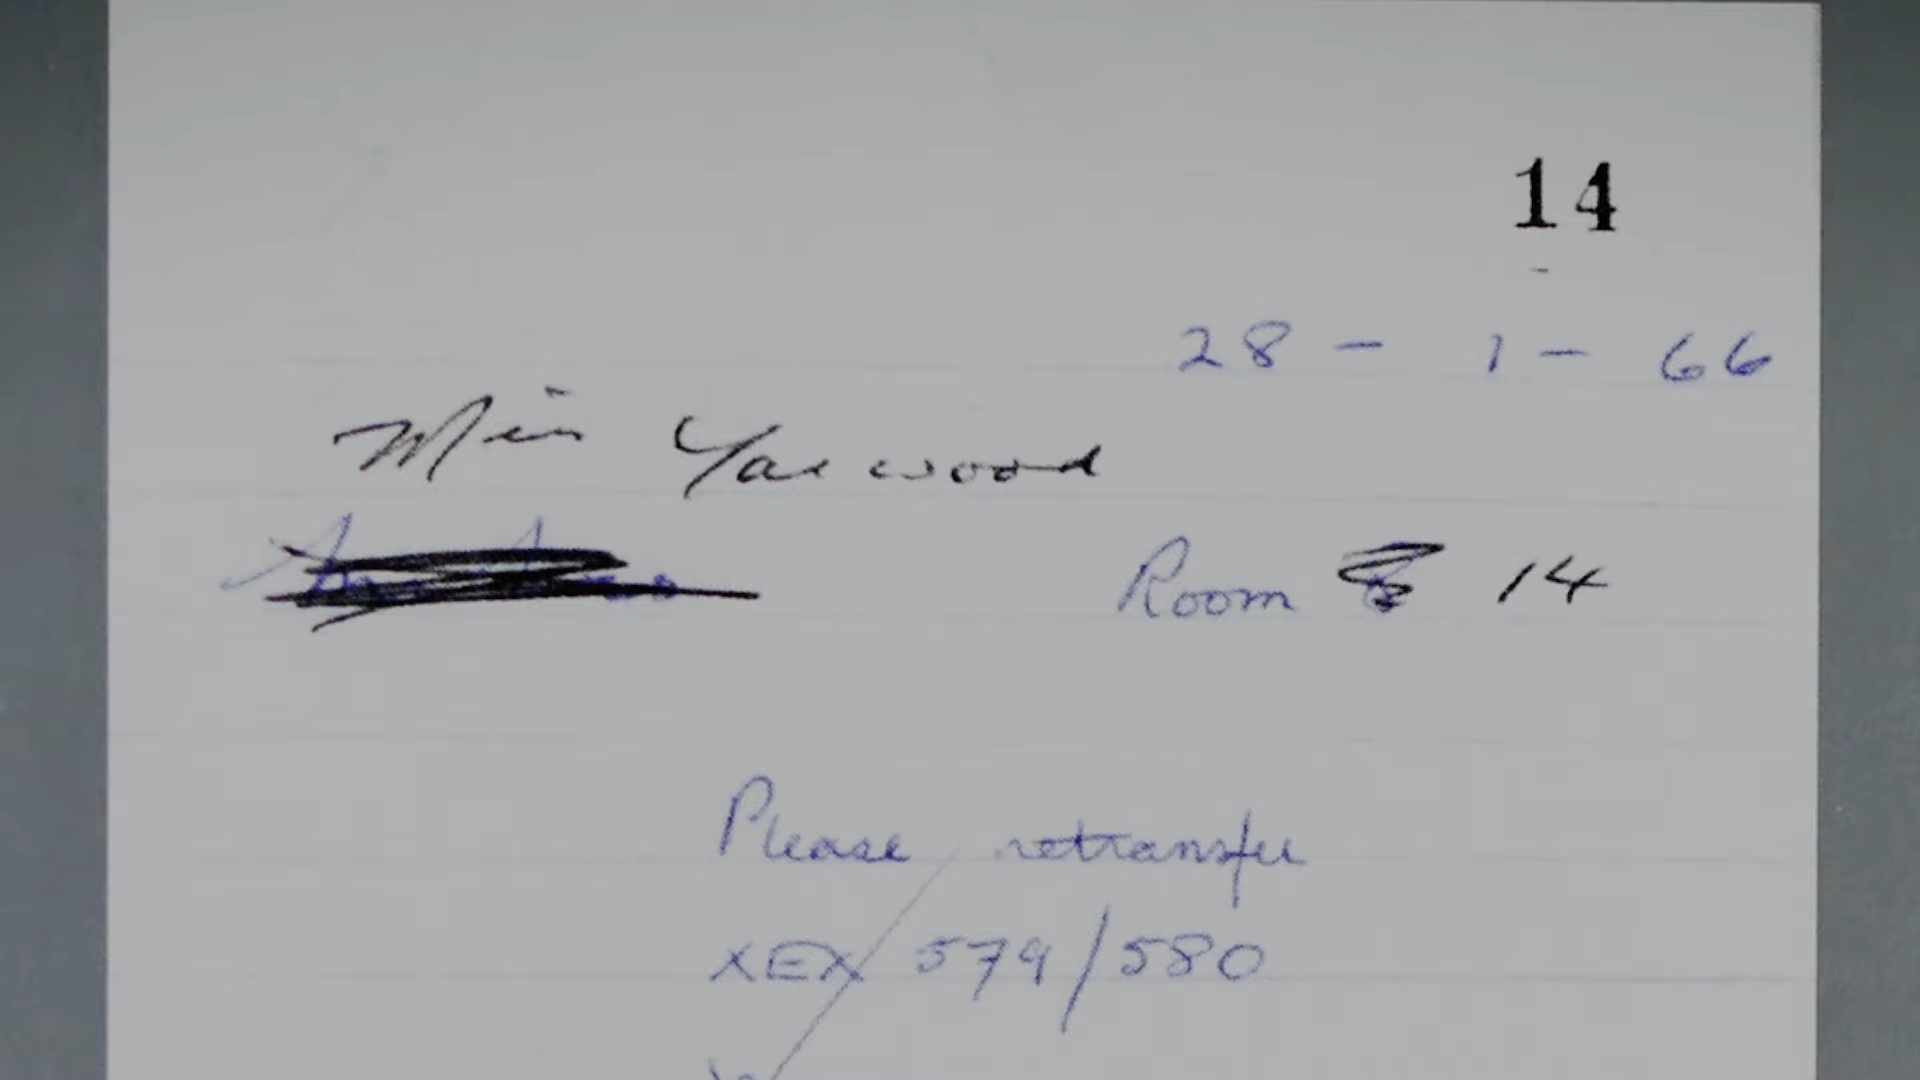 14
28 - 1 - 66
Miss Yarwood
Room 14
Please retransfer
XEX 579/580